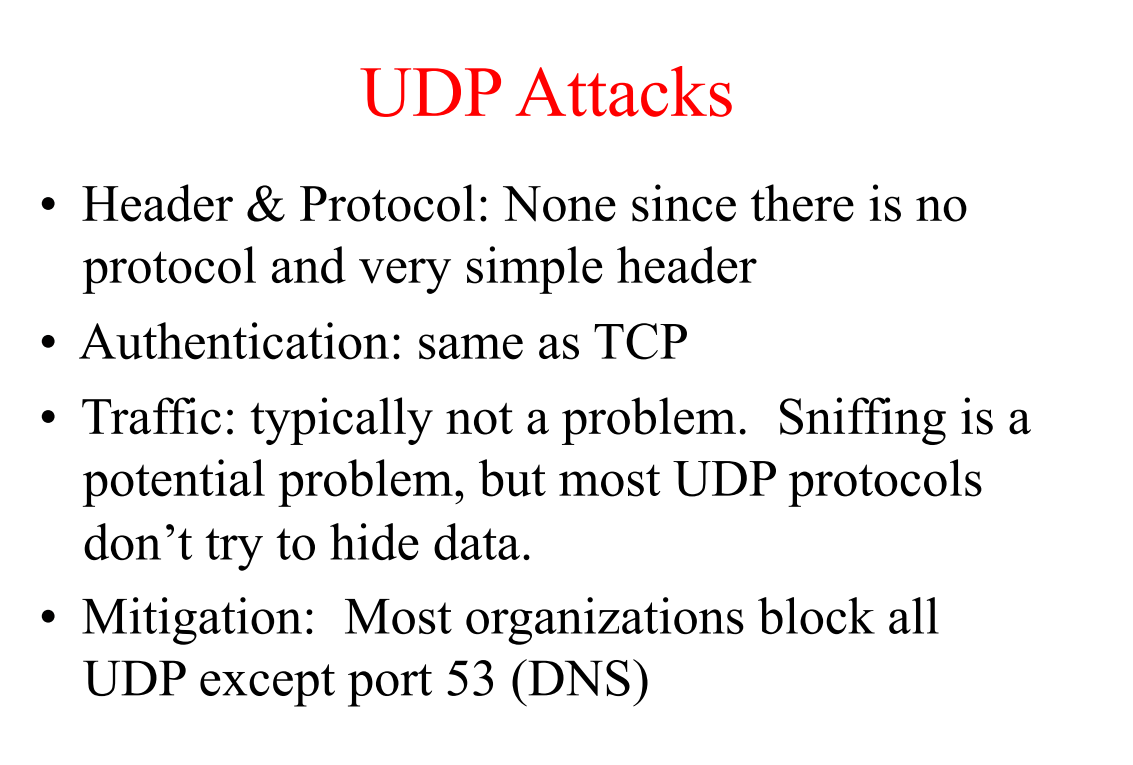 UDP Attacks
• Header & Protocol: None since there is no
protocol and very simple header
• Authentication: same as TCP
• Traffic: typically not a problem.  Sniffing is a
potential problem, but most UDP protocols
don’t try to hide data.
• Mitigation:  Most organizations block all
UDP except port 53 (DNS)